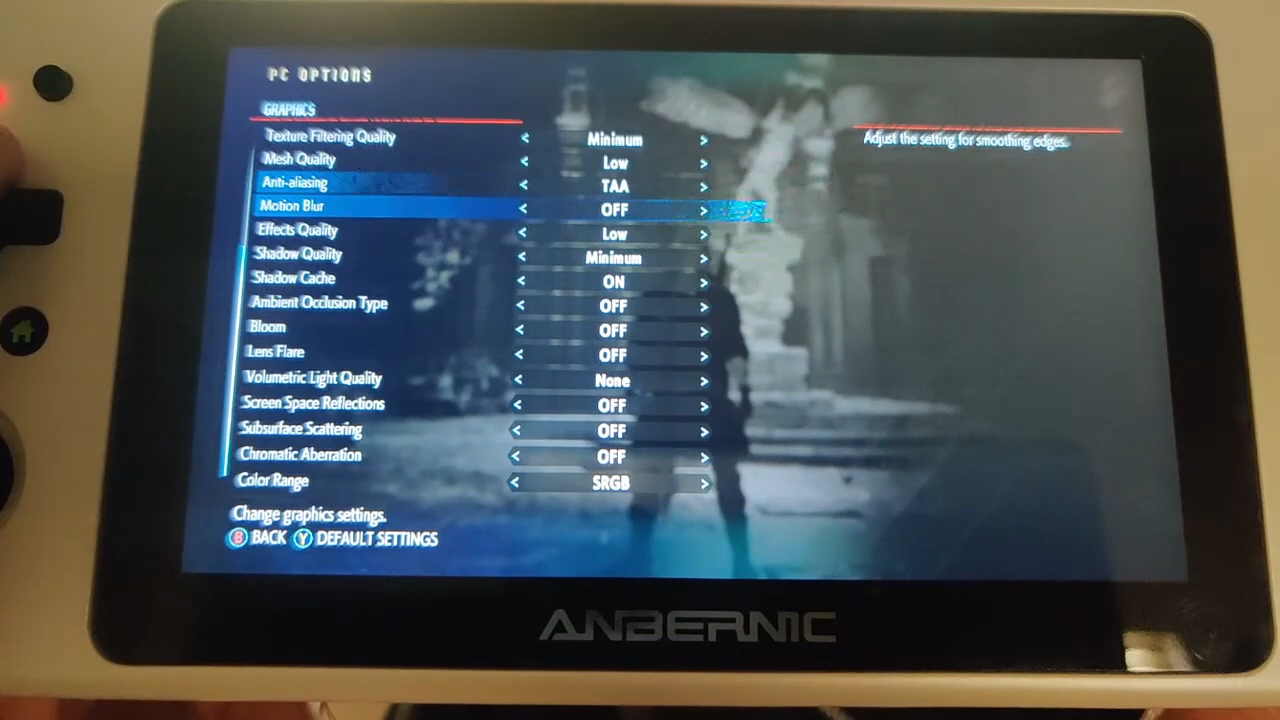 PC OPTIONS
GRAPHICS
Texture Filtering Quality < Minimum >
Adjust the setting for smoothing edges.
Mesh Quality < Low >
Anti-aliasing < TAA >
Motion Blur < OFF >
Effects Quality < Low >
Shadow Quality < Minimum >
Shadow Cache < ON >
Ambient Occlusion Type < OFF >
Bloom < OFF >
Lens Flare < OFF >
Volumetric Light Quality < None >
Screen Space Reflections < OFF >
Subsurface Scattering < OFF >
Chromatic Aberration < OFF >
Color Range < SRGB >
Change graphics settings.
B BACK Y DEFAULT SETTINGS
ANBERNIC